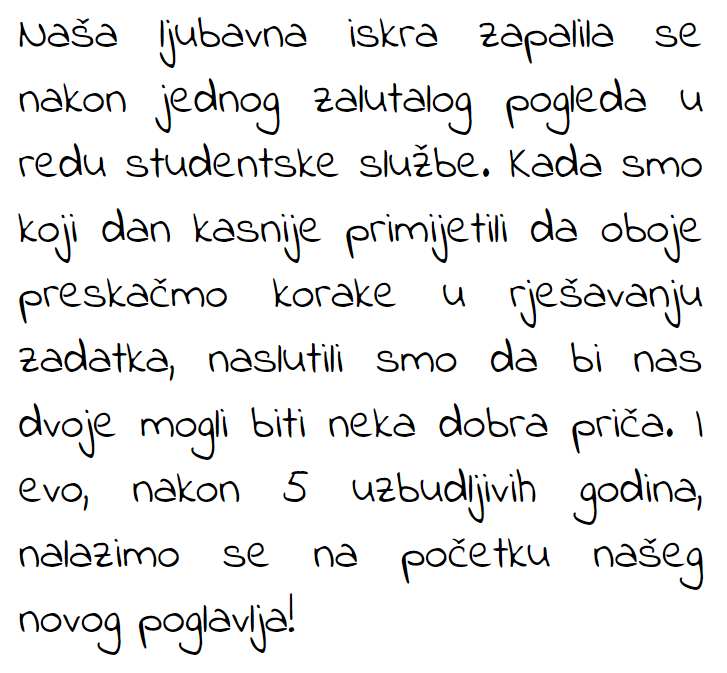 Naša ljubavna iskra zapalila se
nakon jednog zalutalog pogleda u
redu studentske službe. Kada smo
koji dan kasnije primijetili da oboje
preskačmo korake u rješavanju
zadatka, naslutili smo da bi nas
dvoje mogli biti neka dobra priča. I
evo, nakon 5 uzbudljivih godina,
nalazimo se na početku našeg
novog poglavlja!